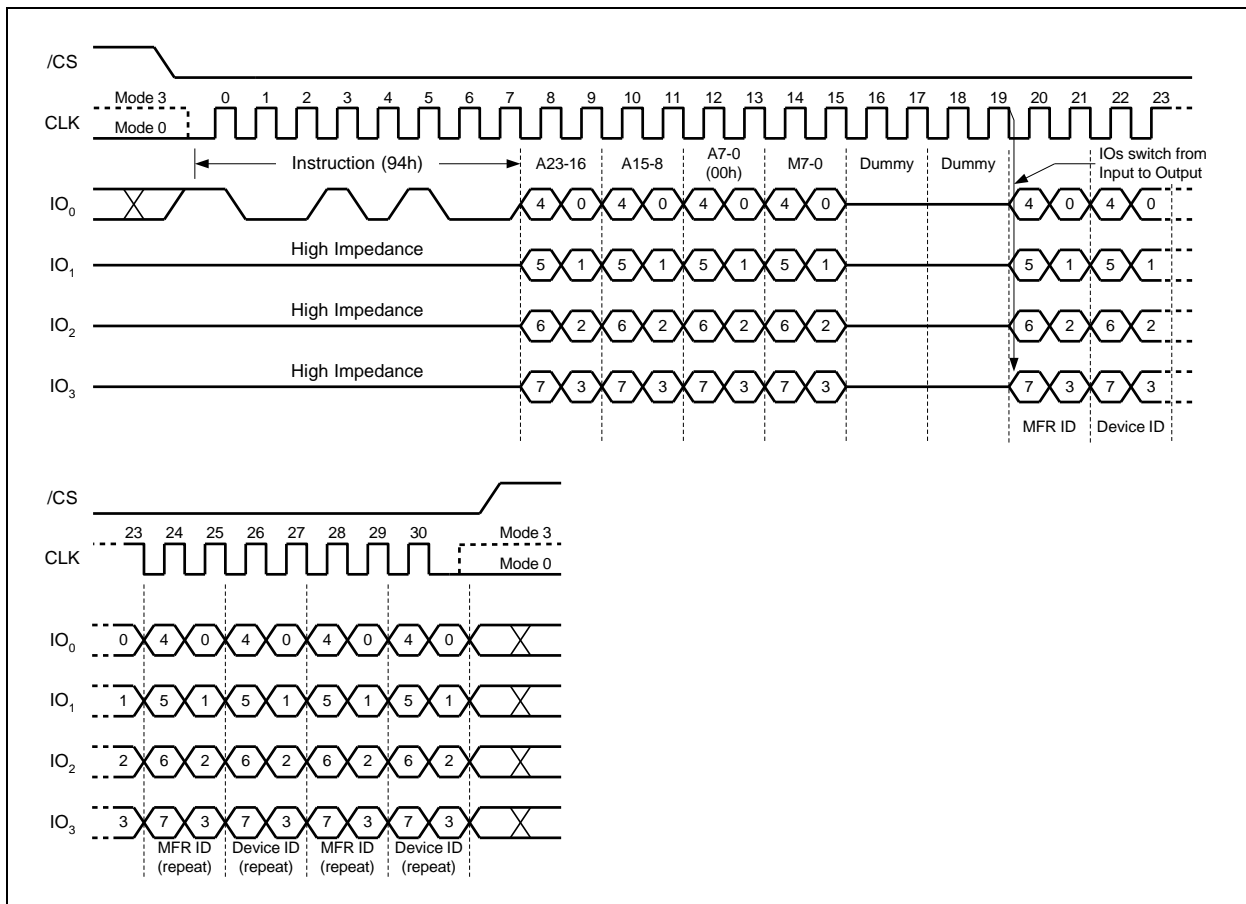 /CS
Mode 3 0 1 2 3 4 5 6 7 8 9 10 11 12 13 14 15 16 17 18 19 20 21 22 23
CLK
Mode 0
Instruction (94h) A23-16 A15-8 A7-0 M7-0 Dummy Dummy
(00h)
IOs switch from
Input to Output
IO0 4 0 4 0 4 0 4 0 4 0 4 0
High Impedance
IO1 5 1 5 1 5 1 5 1 5 1 5 1
High Impedance
IO2 6 2 6 2 6 2 6 2 6 2 6 2
High Impedance
IO3 7 3 7 3 7 3 7 3 7 3 7 3
MFR ID Device ID
/CS
23 24 25 26 27 28 29 30 Mode 3
CLK
Mode 0
IO0 0 4 0 4 0 4 0 4 0
IO1 1 5 1 5 1 5 1 5 1
IO2 2 6 2 6 2 6 2 6 2
IO3 3 7 3 7 3 7 3 7 3
MFR ID Device ID MFR ID Device ID
(repeat) (repeat) (repeat) (repeat)